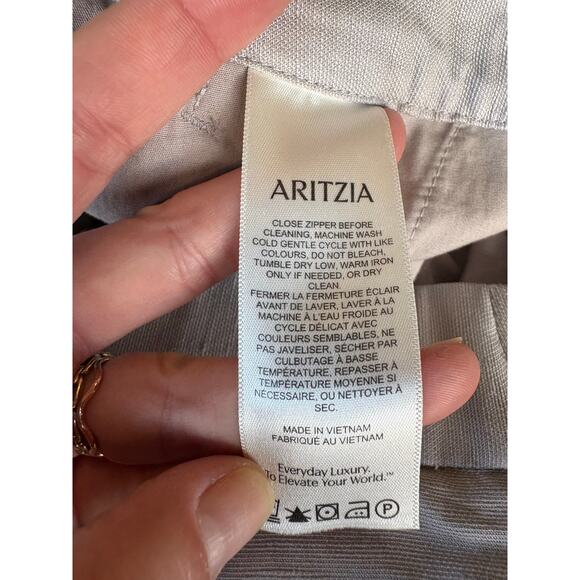 ARITZIA
CLOSE ZIPPER BEFORE
CLEANING, MACHINE WASH
COLD GENTLE CYCLE WITH LIKE
COLOURS, DO NOT BLEACH,
TUMBLE DRY LOW, WARM IRON
ONLY IF NEEDED, OR DRY
CLEAN.
FERMER LA FERMETURE ÉCLAIR
AVANT DE LAVER, LAVER À LA
MACHINE À L'EAU FROIDE AU
CYCLE DÉLICAT AVEC
COULEURS SEMBLABLES, NE
PAS JAVELISER, SÉCHER PAR
CULBUTAGE À BASSE
TEMPÉRATURE, REPASSER À
TEMPÉRATURE MOYENNE SI
NÉCESSAIRE, OU NETTOYER À
SEC.
MADE IN VIETNAM
FABRIQUÉ AU VIETNAM
Everyday Luxury.
To Elevate Your World.™
P